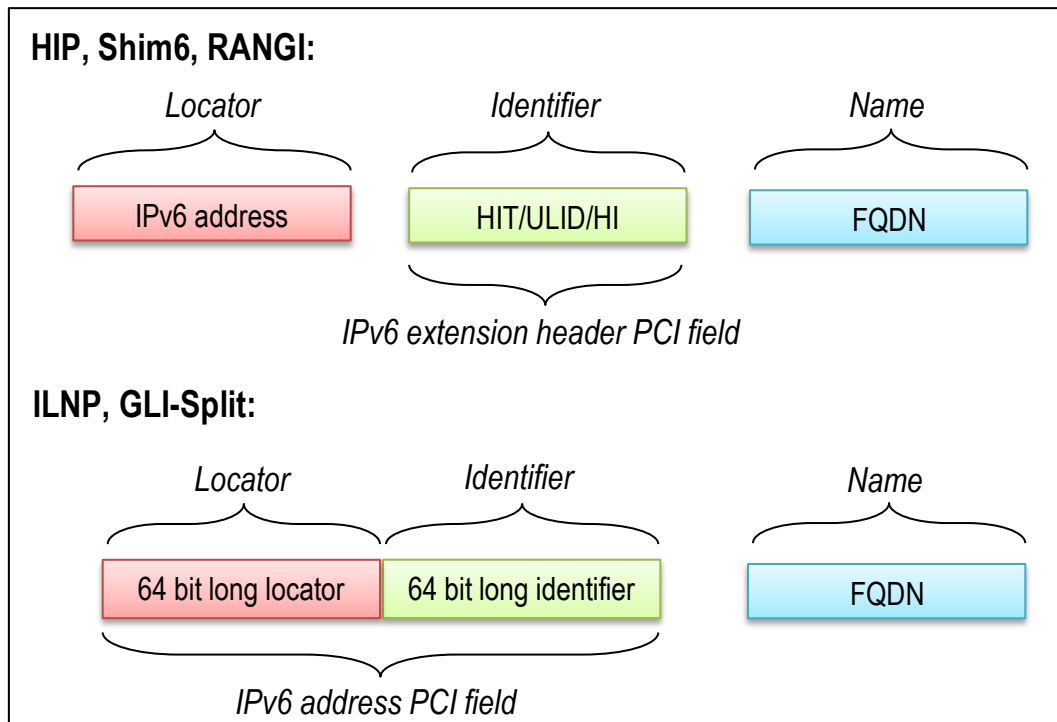 HIP, Shim6, RANGI:
Locator Identifier Name
IPv6 address HIT/ULID/HI FQDN
IPv6 extension header PCI field
ILNP, GLI-Split:
Locator Identifier Name
64 bit long locator 64 bit long identifier FQDN
IPv6 address PCI field